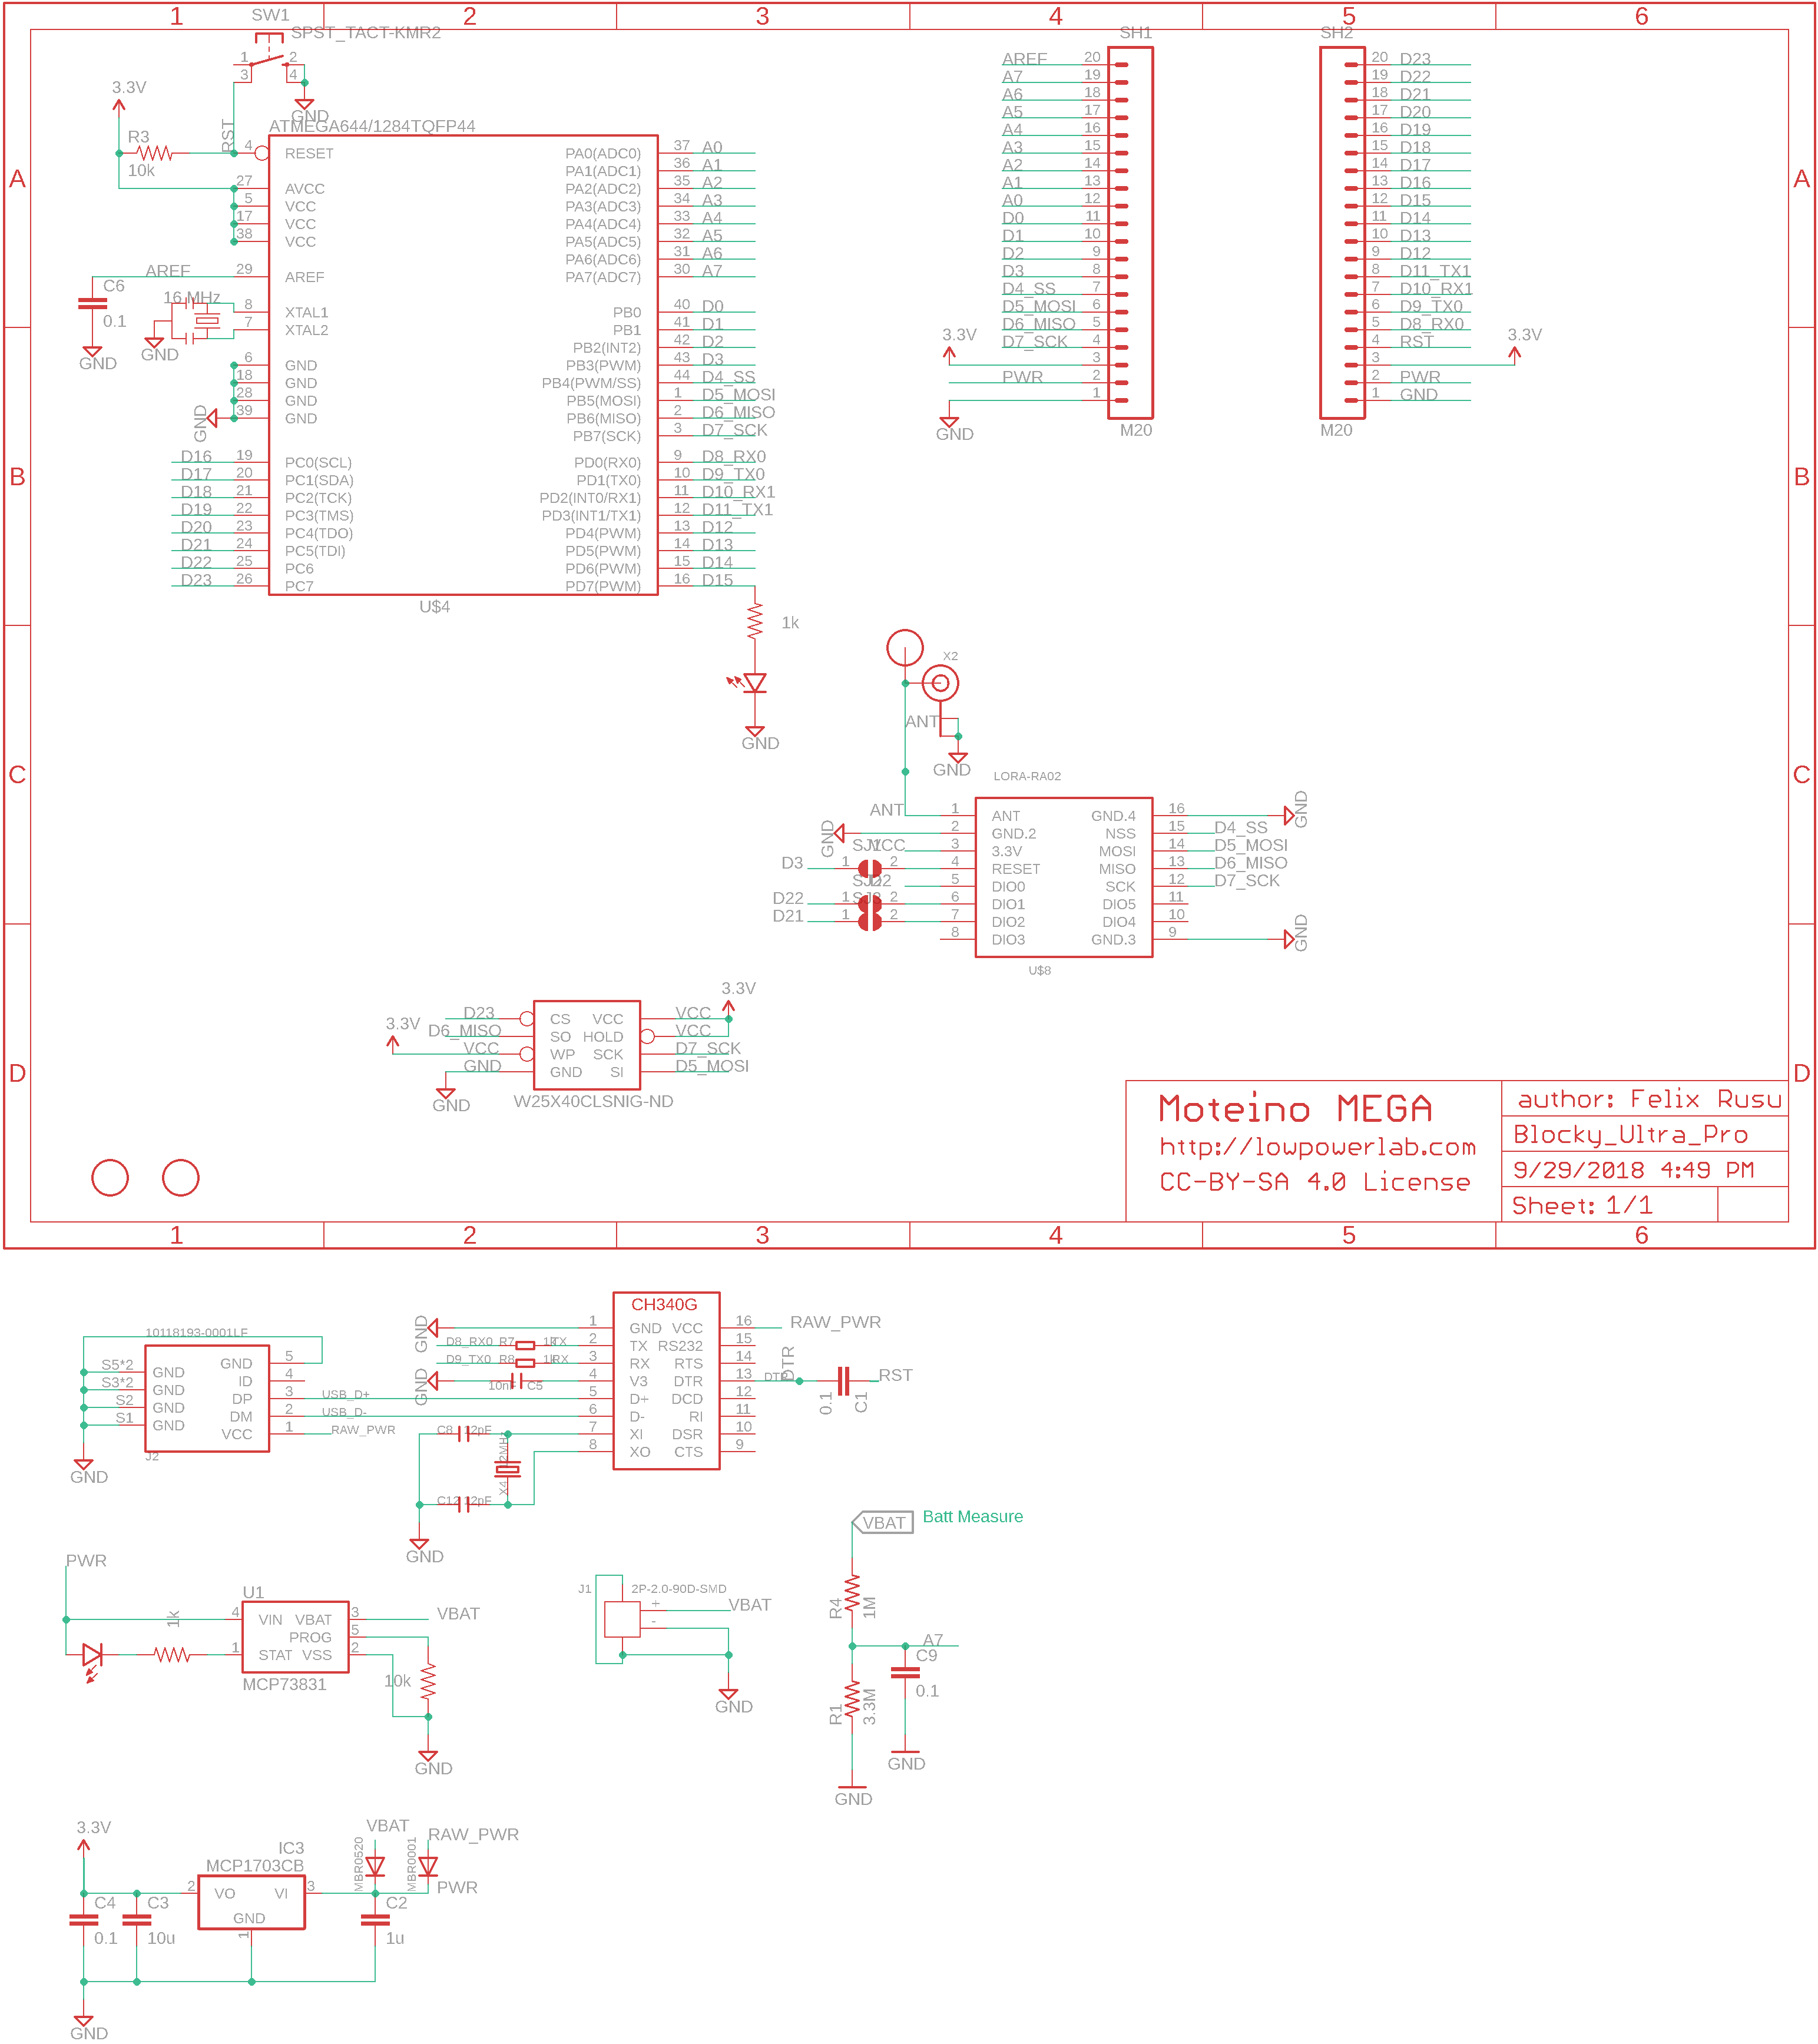 1 2 3 4 5 6
A A
B B
C C
D D
SW1
SPST_TACT-KMR2
1 2
3 4
GND
3.3V
R3
10k
RST
ATMEGA644/1284TQFP44
4 RESET
27 AVCC
5 VCC
17 VCC
38 VCC
AREF 29 AREF
C6
0.1
GND
16 MHz
GND
8 XTAL1
7 XTAL2
6 GND
18 GND
28 GND
39 GND
GND
D16 19 PC0(SCL)
D17 20 PC1(SDA)
D18 21 PC2(TCK)
D19 22 PC3(TMS)
D20 23 PC4(TDO)
D21 24 PC5(TDI)
D22 25 PC6
D23 26 PC7
PA0(ADC0) 37 A0
PA1(ADC1) 36 A1
PA2(ADC2) 35 A2
PA3(ADC3) 34 A3
PA4(ADC4) 33 A4
PA5(ADC5) 32 A5
PA6(ADC6) 31 A6
PA7(ADC7) 30 A7
PB0 40 D0
PB1 41 D1
PB2(INT2) 42 D2
PB3(PWM) 43 D3
PB4(PWM/SS) 44 D4_SS
PB5(MOSI) 1 D5_MOSI
PB6(MISO) 2 D6_MISO
PB7(SCK) 3 D7_SCK
PD0(RX0) 9 D8_RX0
PD1(TX0) 10 D9_TX0
PD2(INT0/RX1) 11 D10_RX1
PD3(INT1/TX1) 12 D11_TX1
PD4(PWM) 13 D12
PD5(PWM) 14 D13
PD6(PWM) 15 D14
PD7(PWM) 16 D15
U$4
1k
GND
SH1
AREF 20
A7 19
A6 18
A5 17
A4 16
A3 15
A2 14
A1 13
A0 12
D0 11
D1 10
D2 9
D3 8
D4_SS 7
D5_MOSI 6
D6_MISO 5
D7_SCK 4
3.3V 3
PWR 2
1
GND
M20
SH2
20 D23
19 D22
18 D21
17 D20
16 D19
15 D18
14 D17
13 D16
12 D15
11 D14
10 D13
9 D12
8 D11_TX1
7 D10_RX1
6 D9_TX0
5 D8_RX0
4 RST
3 3.3V
2 PWR
1 GND
M20
X2
ANT
GND
LORA-RA02
ANT 1 ANT
GND 2 GND.2
SJ1 VCC 3 3.3V
D3 1 2 4 RESET
SJ2 D2 5 DIO0
D22 1 SJ3 2 6 DIO1
D21 1 2 7 DIO2
8 DIO3
GND.4 16 GND
NSS 15 D4_SS
MOSI 14 D5_MOSI
MISO 13 D6_MISO
SCK 12 D7_SCK
DIO5 11
DIO4 10
GND.3 9 GND
U$8
3.3V
3.3V
D23 CS VCC VCC
D6_MISO SO HOLD VCC
VCC WP SCK D7_SCK
GND GND SI D5_MOSI
GND
W25X40CLSNIG-ND
Moteino MEGA
http://lowpowerlab.com
CC-BY-SA 4.0 License
author: Felix Rusu
Blocky_Ultra_Pro
9/29/2018 4:49 PM
Sheet: 1/1
1 2 3 4 5 6
10118193-0001LF
S5*2 GND
S3*2 GND
S2 GND
S1 GND
GND 5
ID 4
DP 3 USB_D+
DM 2 USB_D-
VCC 1 RAW_PWR
J2
GND
CH340G
GND 1 GND
D8_RX0 R7 1k TX 2 TX
D9_TX0 R8 1k RX 3 RX
GND 10nF C5 4 V3
5 D+
6 D-
C8 12pF 7 XI
8 XO
X4 12MHz
C12 12pF
GND
VCC 16 RAW_PWR
RS232 15
RTS 14
DTR 13 DTR DTR
DCD 12
RI 11
DSR 10
CTS 9
0.1
C1
RST
PWR
1k
U1
4 VIN VBAT 3 VBAT
PROG 5
1 STAT VSS 2
MCP73831
10k
GND
J1
2P-2.0-90D-SMD
+ VBAT
-
GND
VBAT Batt Measure
R4
1M
A7
C9
0.1
GND
R1
3.3M
GND
3.3V
IC3
MCP1703CB
2 VO VI 3
GND
1
C4
0.1
C3
10u
VBAT
MBR0520
RAW_PWR
MBR0001
PWR
C2
1u
GND